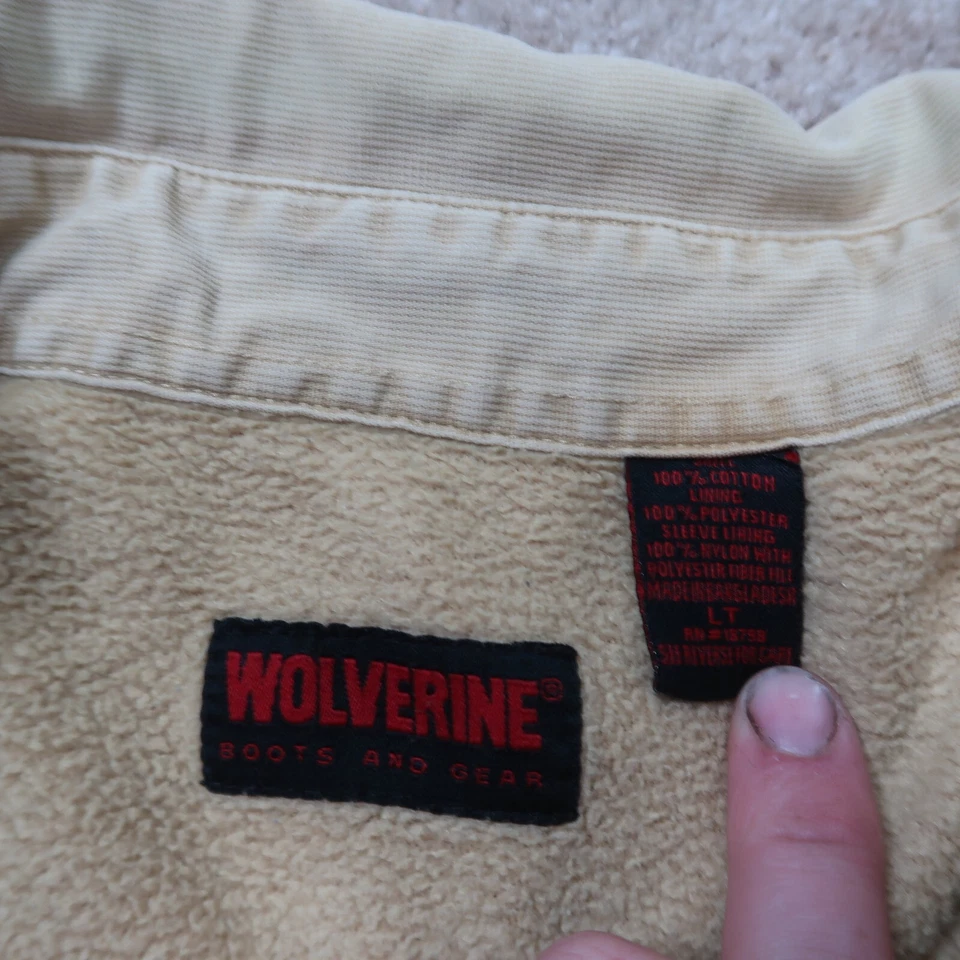 WOLVERINE®
BOOTS AND GEAR
100% COTTON
LINING
100% POLYESTER
SLEEVE LINING
100% NYLON WITH
POLYESTER FIBER FILL
MADE IN BANGLADESH
LT
SEE REVERSE FOR CARE